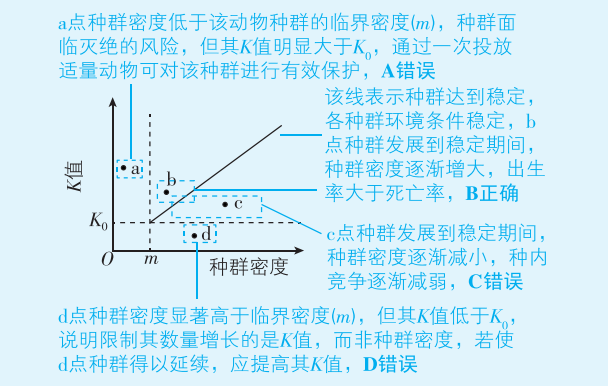 a点种群密度低于该动物种群的临界密度(m)，种群面
临灭绝的风险，但其K值明显大于K₀，通过一次投放
适量动物可对该种群进行有效保护，A错误
该线表示种群达到稳定，
各种群环境条件稳定，b
点种群发展到稳定期间，
种群密度逐渐增大，出生
率大于死亡率，B正确
K值
a
b
c
K₀
d
O
m
种群密度
c点种群发展到稳定期间，
种群密度逐渐减小，种内
竞争逐渐减弱，C错误
d点种群密度显著高于临界密度(m)，但其K值低于K₀，
说明限制其数量增长的是K值，而非种群密度，若使
d点种群得以延续，应提高其K值，D错误